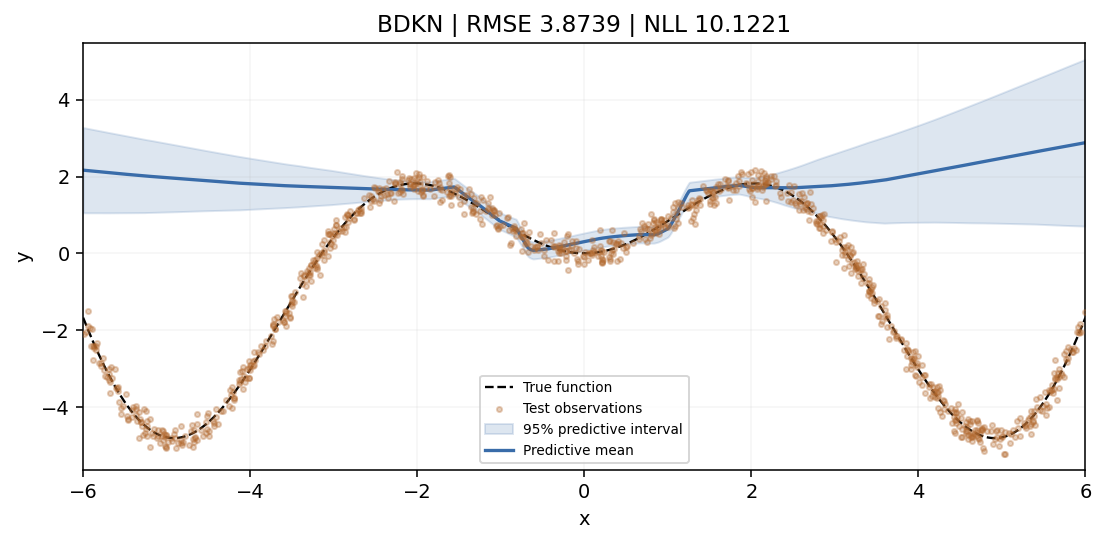 BDKN | RMSE 3.8739 | NLL 10.1221
y
4
2
0
−2
−4
True function
Test observations
95% predictive interval
Predictive mean
−6 −4 −2 0 2 4 6
x